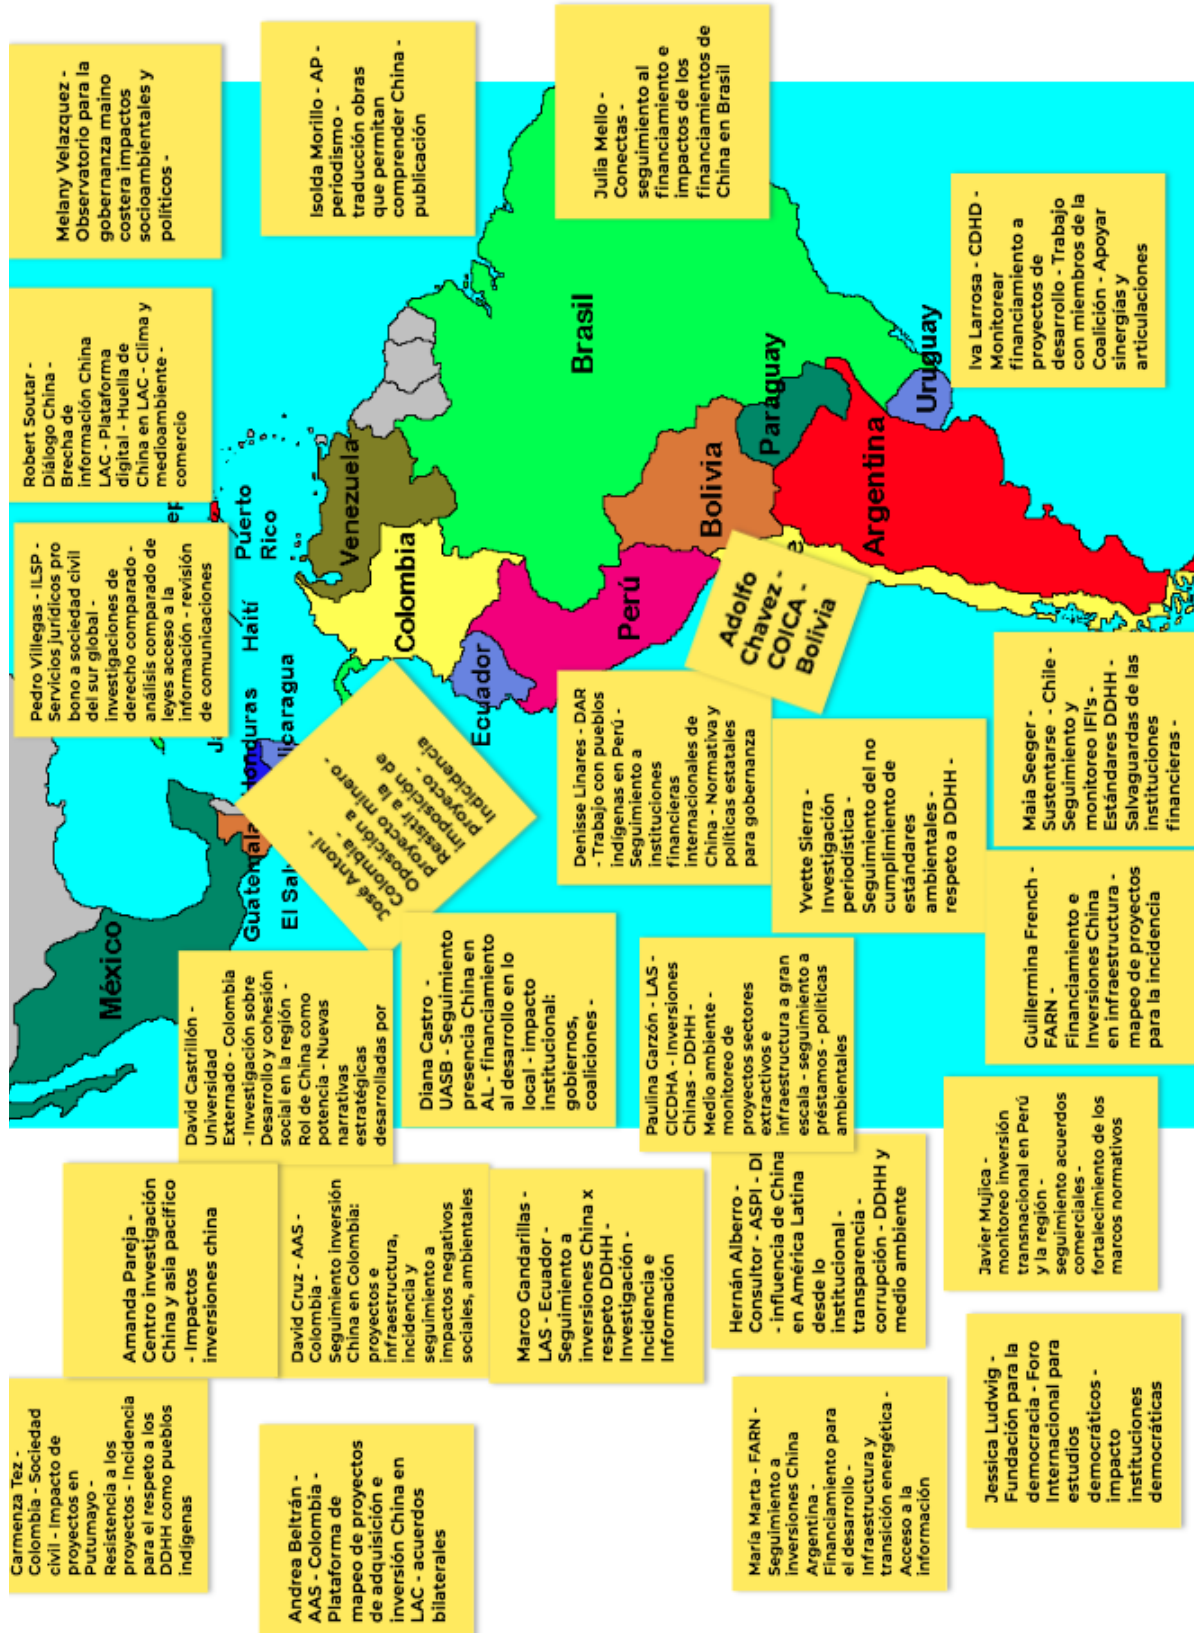 Carmenza Tez -
Colombia - Sociedad
civil - Impacto de
proyectos en
Putumayo -
Resistencia a los
proyectos - Incidencia
para el respeto a los
DDHH como pueblos
indígenas
Amanda Pareja -
Centro investigación
China y asia pacífico
- Impactos
inversiones china
Andrea Beltrán -
AAS - Colombia -
Plataforma de
mapeo de proyectos
de adquisición e
inversión China en
LAC - acuerdos
bilaterales
David Cruz - AAS -
Colombia -
Seguimiento inversión
China en Colombia:
proyectos e
infraestructura,
incidencia y
seguimiento a
impactos negativos
sociales, ambientales
David Castrillón -
Universidad
Externado - Colombia
- Investigación sobre
Desarrollo y cohesión
social en la región -
Rol de China como
potencia - Nuevas
narrativas
estratégicas
desarrolladas por
Diana Castro -
UASB - Seguimiento
presencia China en
AL - financiamiento
al desarrollo en lo
local - impacto
institucional:
gobiernos,
coaliciones -
Marco Gandarillas -
LAS - Ecuador -
Seguimiento a
inversiones China x
respeto DDHH -
Investigación -
Incidencia e
Información
Paulina Garzón - LAS -
CICDHA - Inversiones
Chinas - DDHH -
Medio ambiente -
monitoreo de
proyectos sectores
extractivos e
infraestructura a gran
escala - seguimiento a
préstamos - políticas
ambientales
Hernán Alberro -
Consultor - ASPI - DI
- influencia de China
en América Latina
desde lo
institucional -
transparencia -
corrupción - DDHH y
medio ambiente
María Marta - FARN -
Seguimiento a
inversiones China
Argentina -
Financiamiento para
el desarrollo -
Infraestructura y
transición energética -
Acceso a la
información
Jessica Ludwig -
Fundación para la
democracia - Foro
Internacional para
estudios
democráticos -
impacto
instituciones
democráticas
Javier Mujica -
monitoreo inversión
transnacional en Perú
y la región -
seguimiento acuerdos
comerciales -
fortalecimiento de los
marcos normativos
Guillermina French -
FARN -
Financiamiento e
Inversiones China
en infraestructura -
mapeo de proyectos
para la incidencia
Maia Seeger -
Sustentarse - Chile -
Seguimiento y
monitoreo IFI's -
Estándares DDHH -
Salvaguardas de las
instituciones
financieras -
Yvette Sierra -
Investigación
periodística -
Seguimiento del no
cumplimiento de
estándares
ambientales -
respeto a DDHH -
Denisse Linares - DAR
- Trabajo con pueblos
indígenas en Perú -
Seguimiento a
instituciones
financieras
internacionales de
China - Normativa y
políticas estatales
para gobernanza
Adolfo
Chavez -
COICA -
Bolivia
José Antoni -
Colombia -
Oposición a
proyecto minero -
Resistir a la
imposición de
proyecto -
Indicidencia
Pedro Villegas - ILSP -
Servicios jurídicos pro
bono a sociedad civil
del sur global -
investigaciones de
derecho comparado -
análisis comparado de
leyes acceso a la
información - revisión
de comunicaciones
Robert Soutar -
Diálogo China -
Brecha de
información China
LAC - Plataforma
digital - Huella de
China en LAC - Clima y
medioambiente -
comercio
Melany Velazquez -
Observatorio para la
gobernanza maino
costera impactos
socioambientales y
políticos -
Isolda Morillo - AP -
periodismo -
traducción obras
que permitan
comprender China -
publicación
Julia Mello -
Conectas -
seguimiento al
financiamiento e
impactos de los
financiamientos de
China en Brasil
Iva Larrosa - CDHD -
Monitorear
financiamiento a
proyectos de
desarrollo - Trabajo
con miembros de la
Coalición - Apoyar
sinergías y
articulaciones
México
Guatemala
El Sal
Honduras
licaragua
Ja
Haití
Puerto
Rico
ep
Venezuela
Colombia
Ecuador
Perú
Brasil
Bolivia
Paraguay
Argentina
Uruguay
e